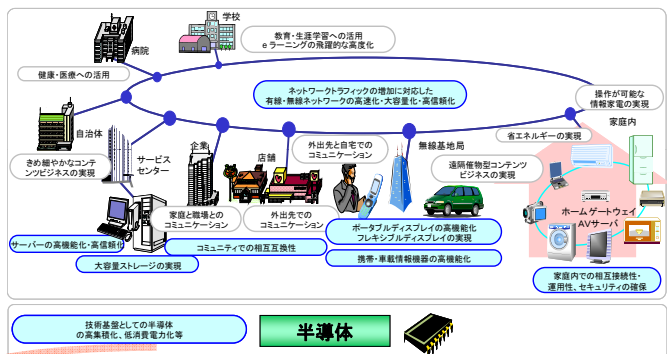 学校
教育・生涯学習への活用
eラーニングの飛躍的な高度化
病院
健康・医療への活用
ネットワークトラフィックの増加に対応した
有線・無線ネットワークの高速化・大容量化・高信頼化
操作が可能な
情報家電の実現
家庭内
省エネルギーの実現
自治体
きめ細やかなコンテ
ンツビジネスの実現
サービス
センター
企業
店舗
外出先と自宅での
コミュニケーション
無線基地局
遠隔催物型コンテンツ
ビジネスの実現
ホームゲートウェイ
AVサーバ
家庭と職場との
コミュニケーション
外出先での
コミュニケーション
ポータブルディスプレイの高機能化・
フレキシブルディスプレイの実現
サーバーの高機能化・高信頼化
コミュニティでの相互互換性
大容量ストレージの実現
携帯・車載情報機器の高機能化
家庭内での相互接続性・
運用性、セキュリティの確保
技術基盤としての半導体
の高集積化、低消費電力化等
半導体